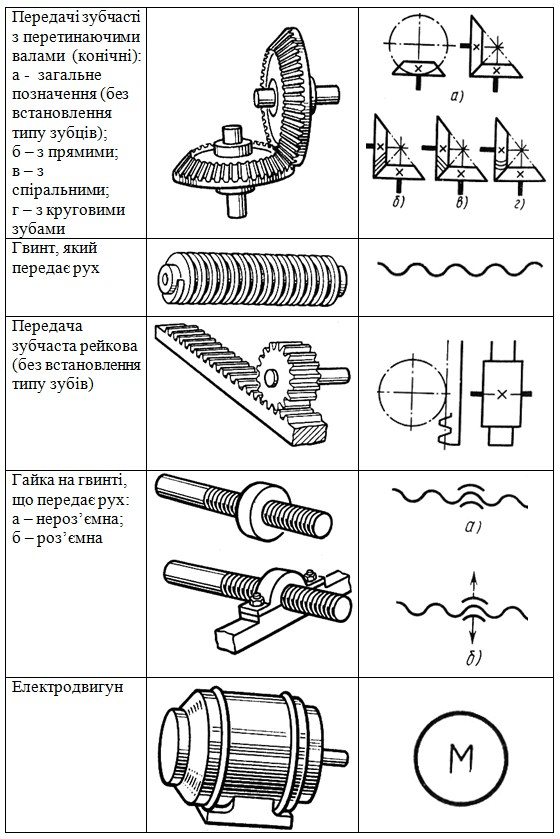 Передачі зубчасті
з перетинаючими
валами (конічні):
а - загальне
позначення (без
встановлення
типу зубців);
б – з прямими;
в – з
спіральними;
г – з круговими
зубами
а)
б)
в)
г)
Гвинт, який
передає рух
Передача
зубчаста рейкова
(без встановлення
типу зубів)
Гайка на гвинті,
що передає рух:
а – нероз’ємна;
б – роз’ємна
а)
б)
Електродвигун
М